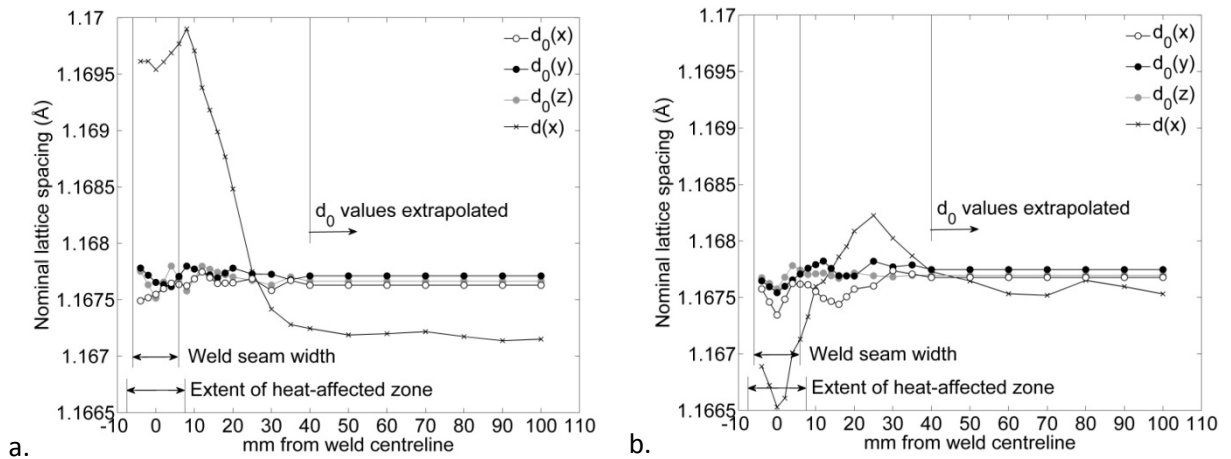 1.17
1.1695
1.169
1.1685
1.168
1.1675
1.167
1.1665
Nominal lattice spacing (Å)
d0(x)
d0(y)
d0(z)
d(x)
d0 values extrapolated
Weld seam width
Extent of heat-affected zone
-10 0 10 20 30 40 50 60 70 80 90 100 110
mm from weld centreline
a.
1.17
1.1695
1.169
1.1685
1.168
1.1675
1.167
1.1665
Nominal lattice spacing (Å)
d0(x)
d0(y)
d0(z)
d(x)
d0 values extrapolated
Weld seam width
Extent of heat-affected zone
-10 0 10 20 30 40 50 60 70 80 90 100 110
mm from weld centreline
b.